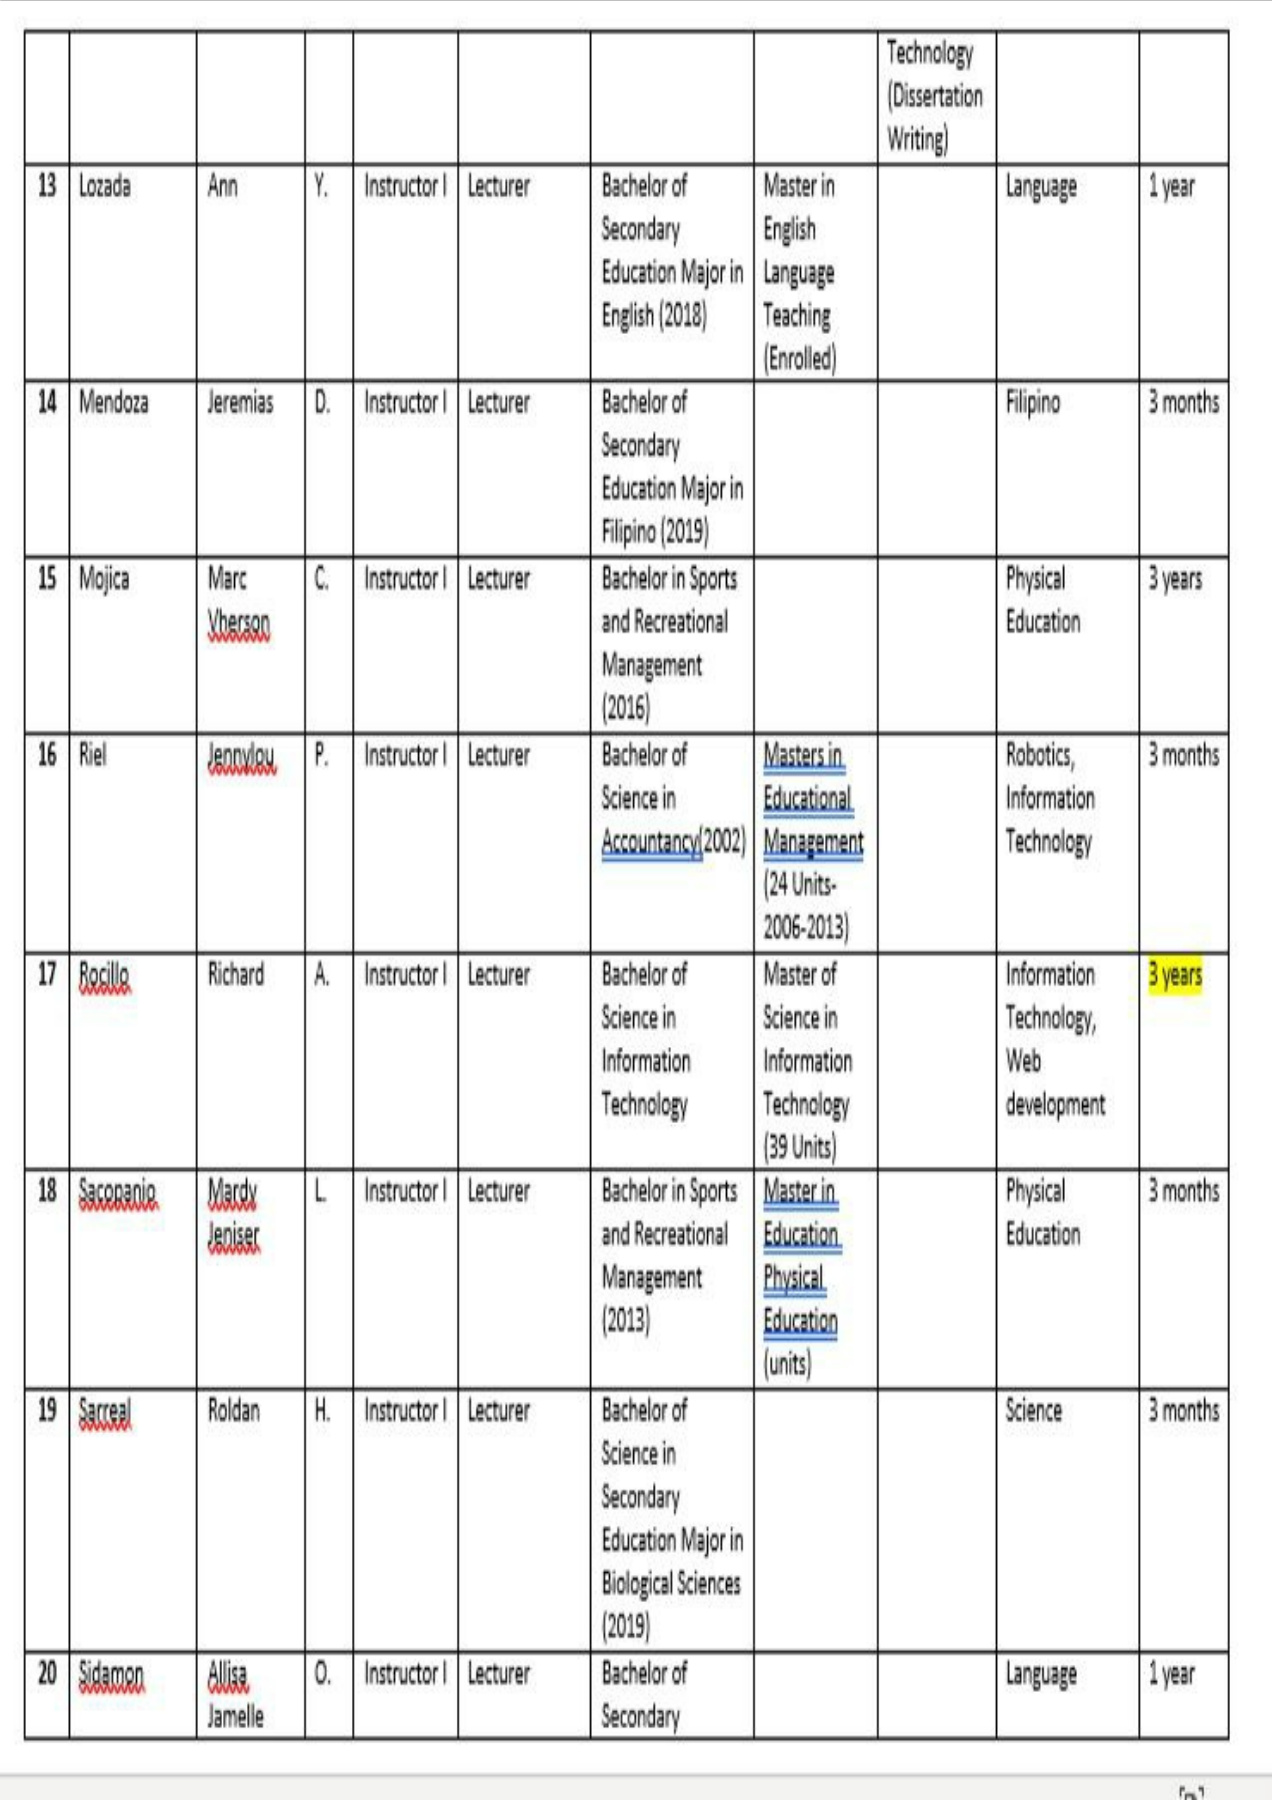 Technology
(Dissertation
Writing)
13 Lozada Ann Y. Instructor I Lecturer Bachelor of Master in Language 1 year
Secondary English
Education Major in Language
English (2018) Teaching
(Enrolled)
14 Mendoza Jeremias D. Instructor I Lecturer Bachelor of Filipino 3 months
Secondary
Education Major in
Filipino (2019)
15 Mojica Marc C. Instructor I Lecturer Bachelor in Sports Physical 3 years
Vherson and Recreational Education
Management
(2016)
16 Riel Jennylou P. Instructor I Lecturer Bachelor of Masters in Robotics, 3 months
Science in Educational Information
Accountancy(2002) Management Technology
(24 Units-
2006-2013)
17 Rocillo Richard A. Instructor I Lecturer Bachelor of Master of Information 3 years
Science in Science in Technology,
Information Information Web
Technology Technology development
(39 Units)
18 Sacopanio Mardy L. Instructor I Lecturer Bachelor in Sports Master in Physical 3 months
Jeniser and Recreational Education Education
Management Physical
(2013) Education
(units)
19 Sarreal Roldan H. Instructor I Lecturer Bachelor of Science 3 months
Science in
Secondary
Education Major in
Biological Sciences
(2019)
20 Sidamon Allisa O. Instructor I Lecturer Bachelor of Language 1 year
Jamelle Secondary